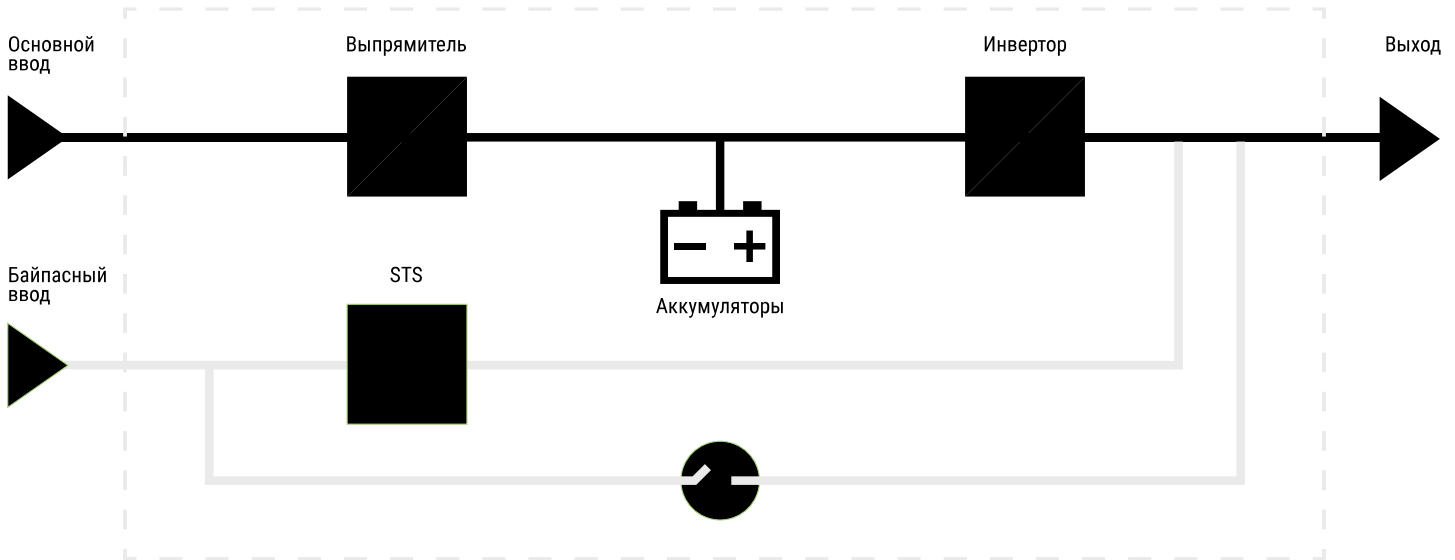 Основной
ввод
Выпрямитель
Инвертор
Выход
Байпасный
ввод
STS
Аккумуляторы